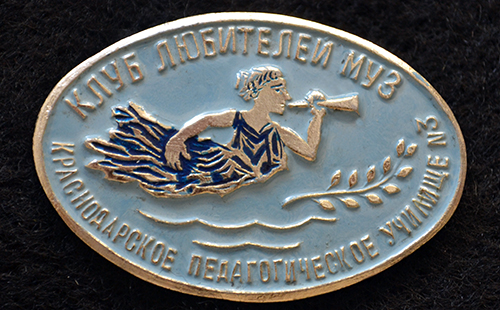 КЛУБ ЛЮБИТЕЛЕЙ МУЗ
КРАСНОДАРСКОЕ ПЕДАГОГИЧЕСКОЕ УЧИЛИЩЕ №3